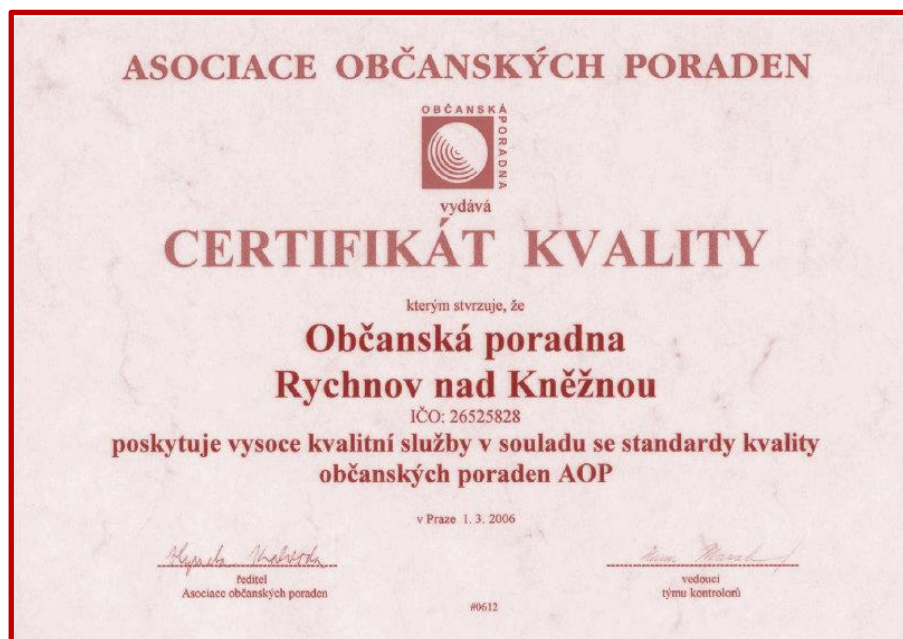 ASOCIACE OBČANSKÝCH PORADEN
OBČANSKÁ
PORADNA
vydává
CERTIFIKÁT KVALITY
kterým stvrzuje, že
Občanská poradna
Rychnov nad Kněžnou
IČO: 26525828
poskytuje vysoce kvalitní služby v souladu se standardy kvality
občanských poraden AOP
v Praze 1. 3. 2006
ředitel
Asociace občanských poraden
vedoucí
týmu kontrolorů
#0612